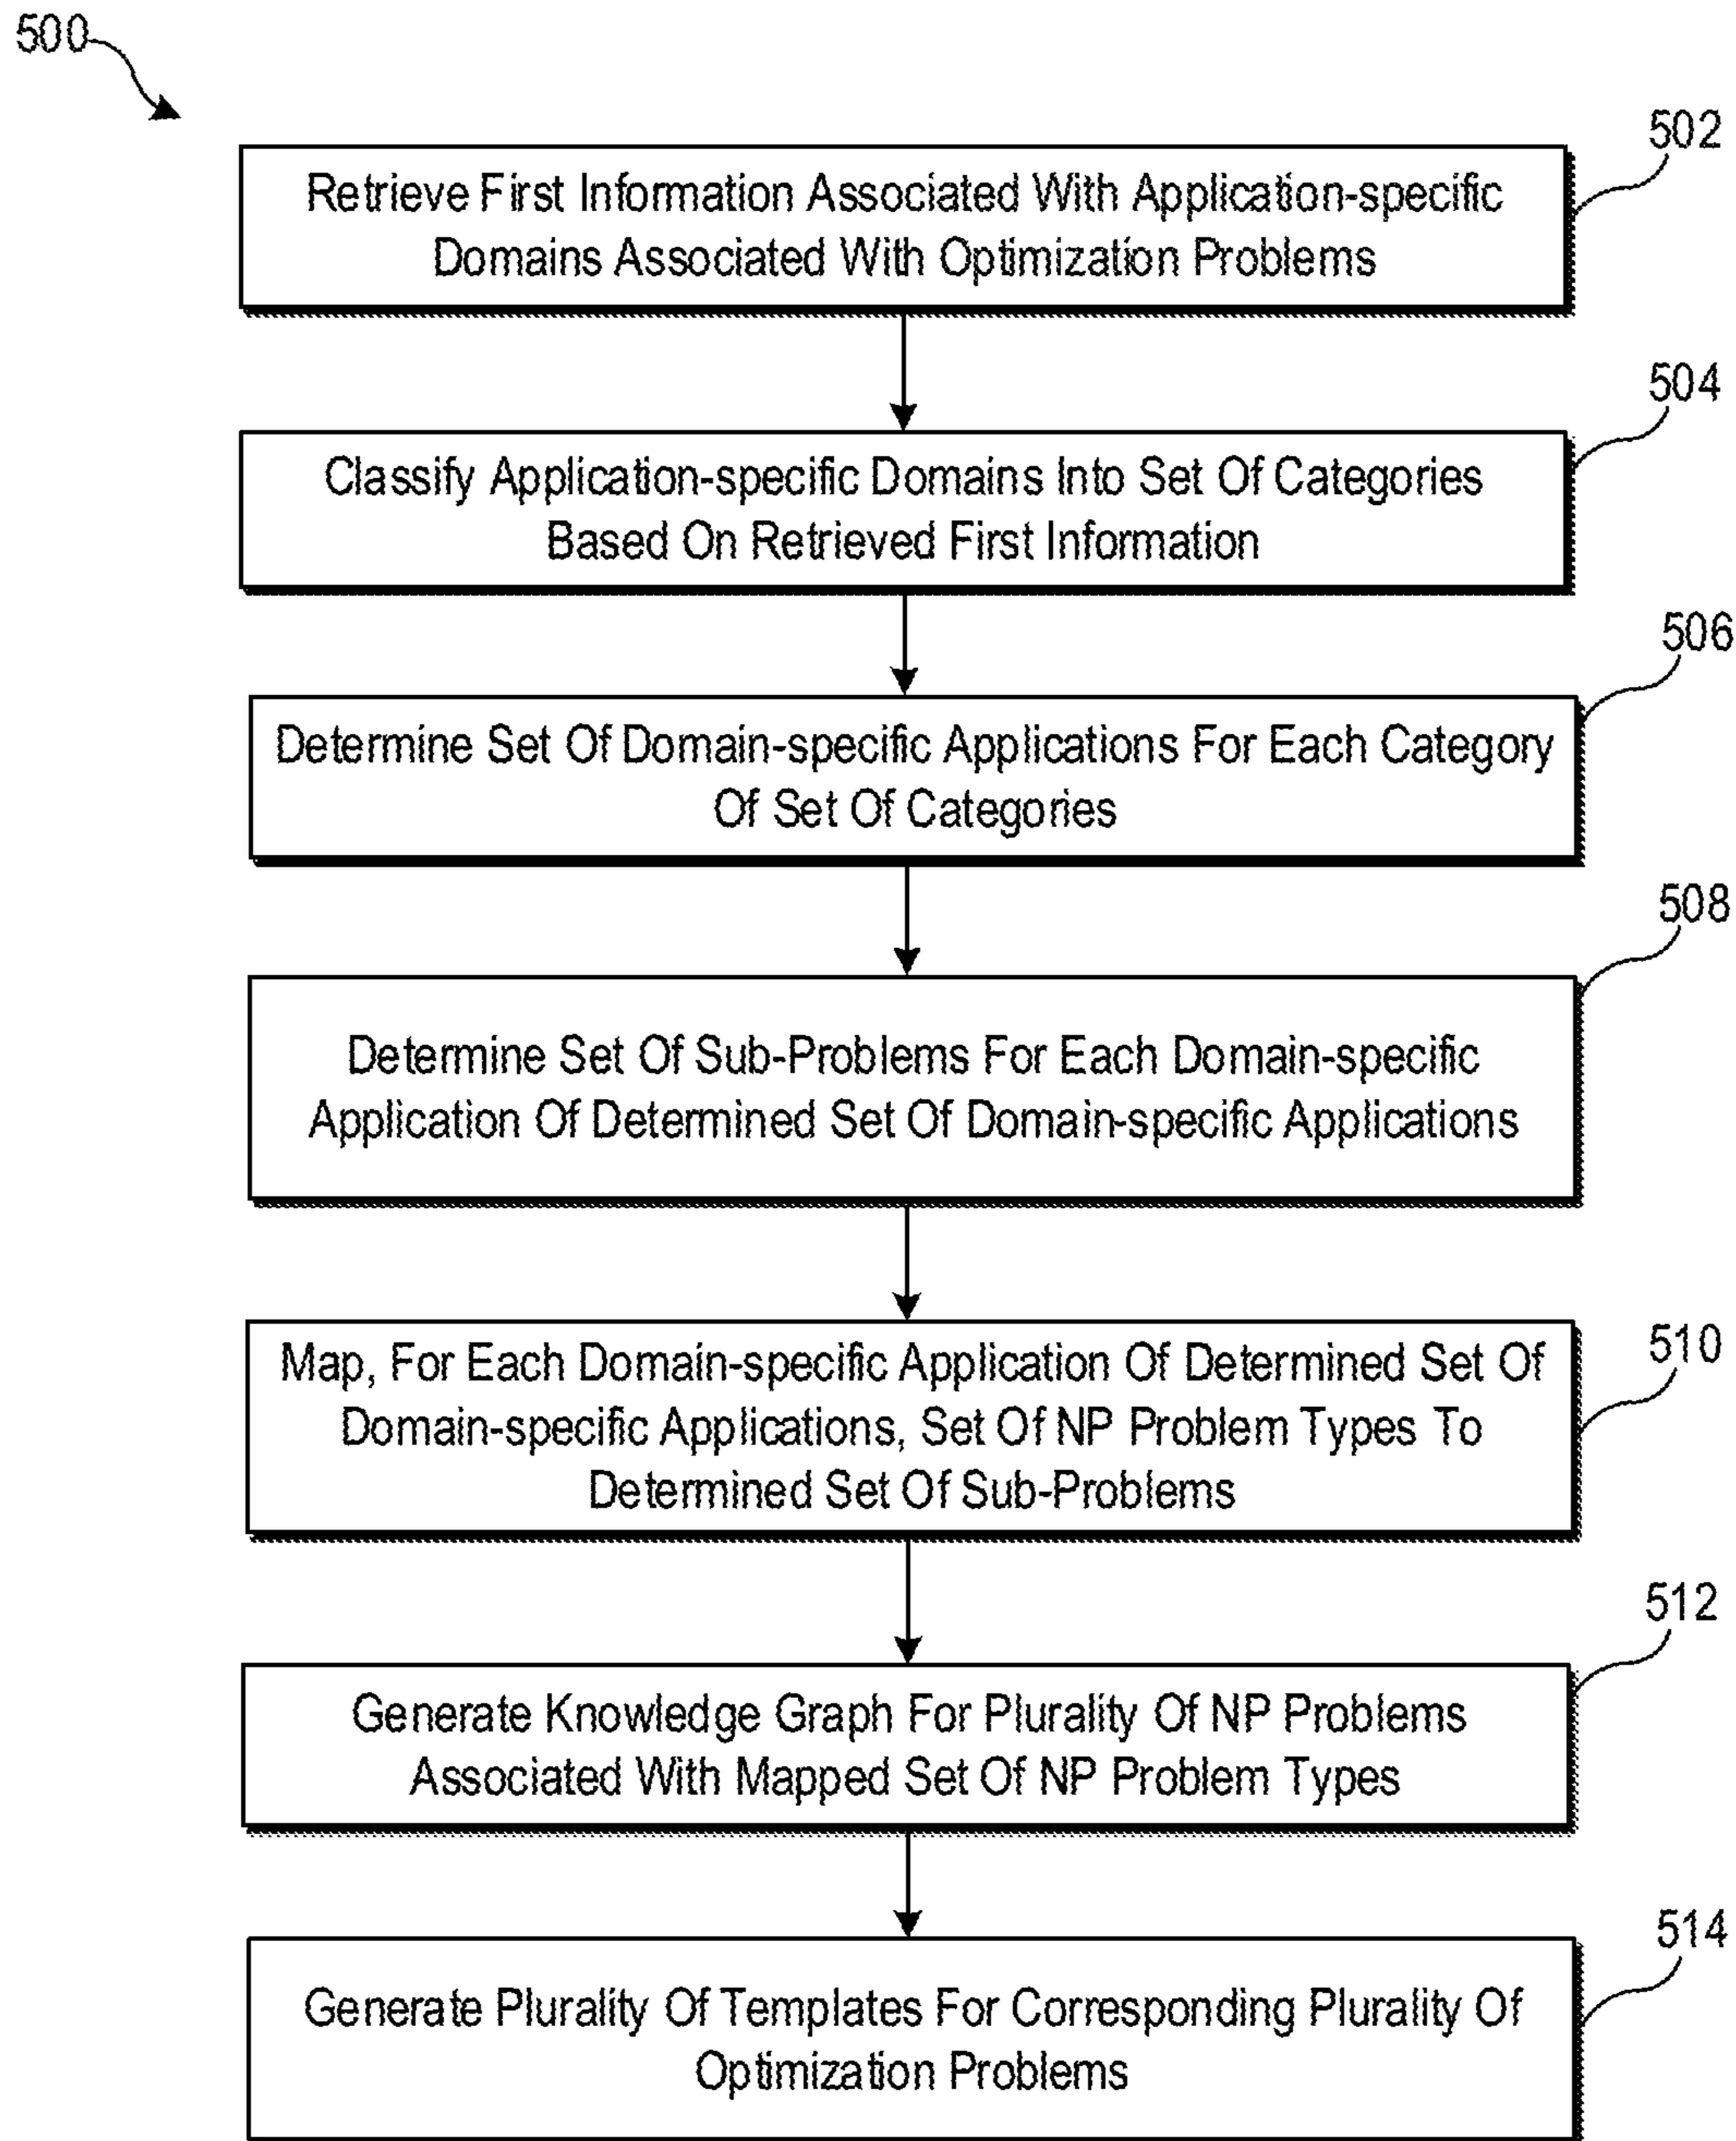 500
502
Retrieve First Information Associated With Application-specific
Domains Associated With Optimization Problems
504
Classify Application-specific Domains Into Set Of Categories
Based On Retrieved First Information
506
Determine Set Of Domain-specific Applications For Each Category
Of Set Of Categories
508
Determine Set Of Sub-Problems For Each Domain-specific
Application Of Determined Set Of Domain-specific Applications
510
Map, For Each Domain-specific Application Of Determined Set Of
Domain-specific Applications, Set Of NP Problem Types To
Determined Set Of Sub-Problems
512
Generate Knowledge Graph For Plurality Of NP Problems
Associated With Mapped Set Of NP Problem Types
514
Generate Plurality Of Templates For Corresponding Plurality Of
Optimization Problems